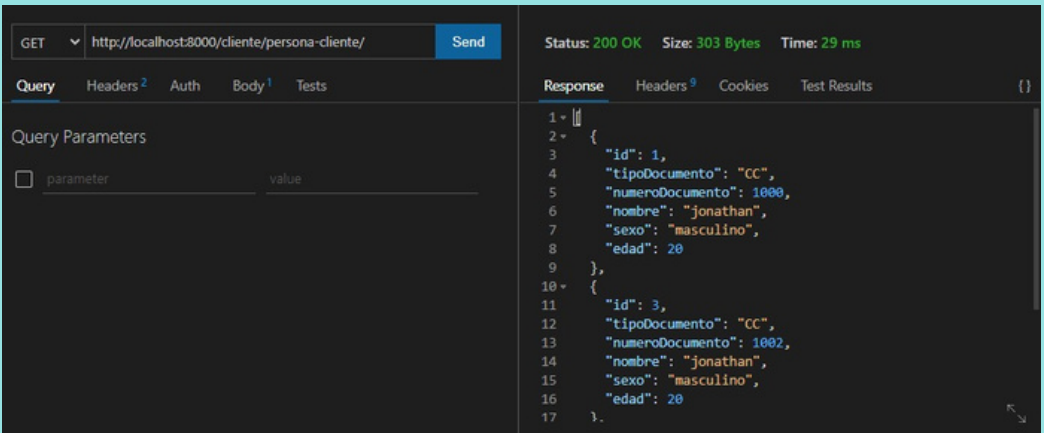 GET http://localhost:8000/cliente/persona-cliente/ Send
Query Headers 2 Auth Body 1 Tests
Query Parameters
parameter value
Status: 200 OK Size: 303 Bytes Time: 29 ms
Response Headers 9 Cookies Test Results {}
1 [
2 {
3 "id": 1,
4 "tipoDocumento": "CC",
5 "numeroDocumento": 1000,
6 "nombre": "jonathan",
7 "sexo": "masculino",
8 "edad": 20
9 },
10 {
11 "id": 3,
12 "tipoDocumento": "CC",
13 "numeroDocumento": 1002,
14 "nombre": "jonathan",
15 "sexo": "masculino",
16 "edad": 20
17 },